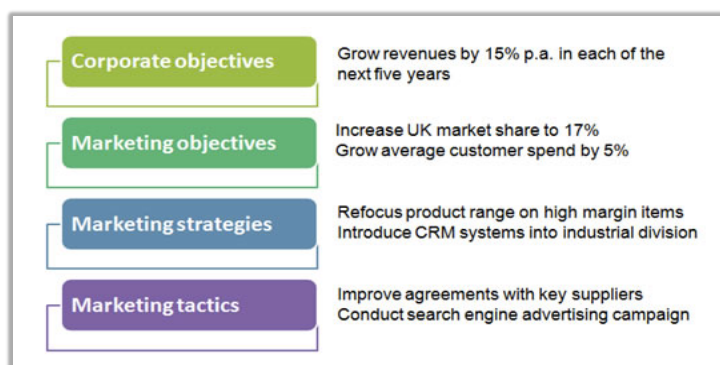 Corporate objectives
Grow revenues by 15% p.a. in each of the
next five years
Marketing objectives
Increase UK market share to 17%
Grow average customer spend by 5%
Marketing strategies
Refocus product range on high margin items
Introduce CRM systems into industrial division
Marketing tactics
Improve agreements with key suppliers
Conduct search engine advertising campaign